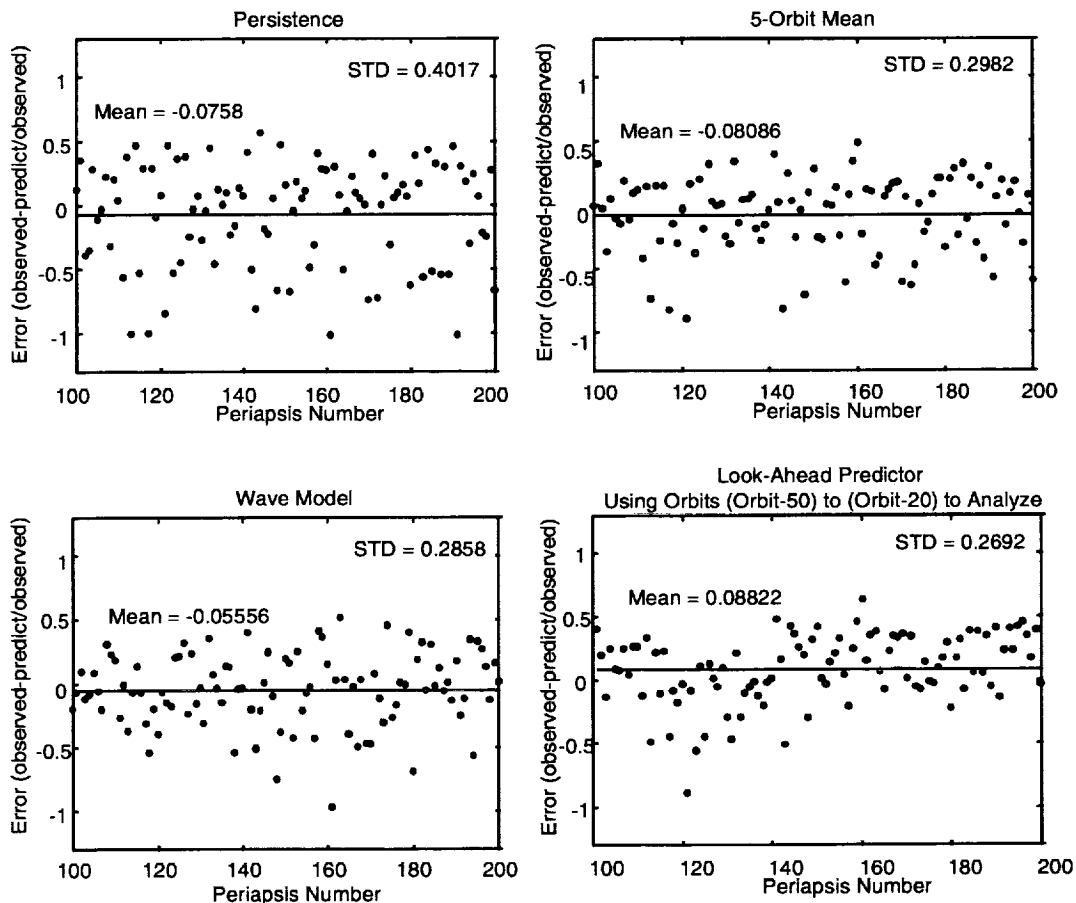 Persistence
Error (observed-predict/observed)
1
0.5
0
-0.5
-1
STD = 0.4017
Mean = -0.0758
100 120 140 160 180 200
Periapsis Number
5-Orbit Mean
Error (observed-predict/observed)
1
0.5
0
-0.5
-1
STD = 0.2982
Mean = -0.08086
100 120 140 160 180 200
Periapsis Number
Wave Model
Error (observed-predict/observed)
1
0.5
0
-0.5
-1
STD = 0.2858
Mean = -0.05556
100 120 140 160 180 200
Periapsis Number
Look-Ahead Predictor
Using Orbits (Orbit-50) to (Orbit-20) to Analyze
Error (observed-predict/observed)
1
0.5
0
-0.5
-1
STD = 0.2692
Mean = 0.08822
100 120 140 160 180 200
Periapsis Number